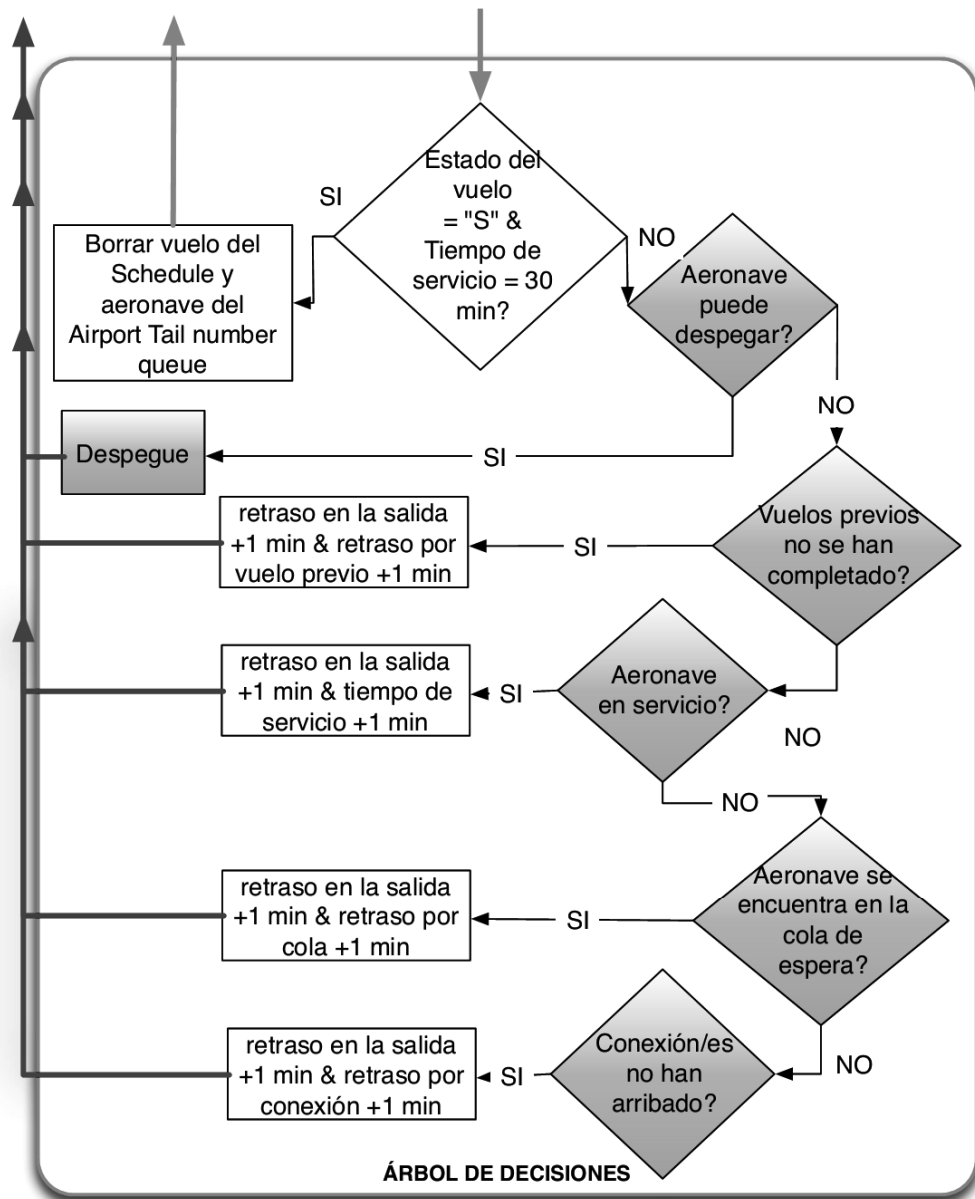 Estado del
vuelo
= "S" &
Tiempo de
servicio = 30
min?
SI
NO
Borrar vuelo del
Schedule y
aeronave del
Airport Tail number
queue
Aeronave
puede
despegar?
NO
Despegue
SI
Vuelos previos
no se han
completado?
SI
retraso en la salida
+1 min & retraso por
vuelo previo +1 min
Aeronave
en servicio?
SI
retraso en la salida
+1 min & tiempo de
servicio +1 min
NO
NO
Aeronave se
encuentra en la
cola de
espera?
SI
retraso en la salida
+1 min & retraso por
cola +1 min
NO
Conexión/es
no han
arribado?
SI
retraso en la salida
+1 min & retraso por
conexión +1 min
ÁRBOL DE DECISIONES